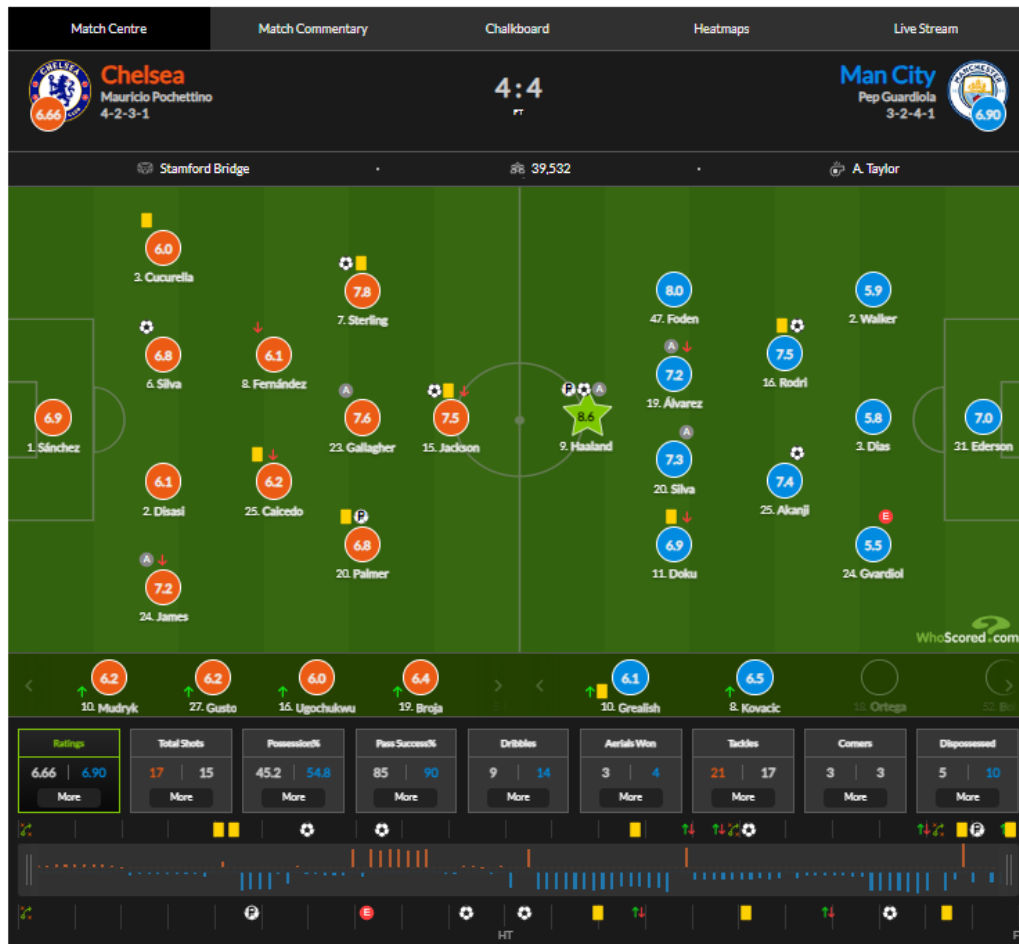 Match Centre
Match Commentary
Chalkboard
Heatmaps
Live Stream
Chelsea
Mauricio Pochettino
4-2-3-1
6.66
4 : 4
FT
Man City
Pep Guardiola
3-2-4-1
6.90
Stamford Bridge
39,532
A. Taylor
6.0
3. Cucurella
7.8
7. Sterling
8.0
47. Foden
5.9
2. Walker
6.8
6. Silva
6.1
8. Fernández
A
7.2
19. Álvarez
7.5
16. Rodri
6.9
1. Sánchez
A
7.6
23. Gallagher
7.5
15. Jackson
P
A
8.6
9. Haaland
5.8
3. Dias
7.0
31. Ederson
6.1
2. Disasi
6.2
25. Caicedo
A
7.3
20. Silva
7.4
25. Akanji
P
6.8
20. Palmer
6.9
11. Doku
E
5.5
24. Gvardiol
A
7.2
24. James
WhoScored.com
6.2
10. Mudryk
6.2
27. Gusto
6.0
16. Ugochukwu
6.4
19. Broja
6.1
10. Grealish
6.5
8. Kovacic
18. Ortega
Ratings
6.66 6.90
More
Total Shots
17 15
More
Possession%
45.2 54.8
More
Pass Success%
85 90
More
Dribbles
9 14
More
Aerials Won
3 4
More
Tackles
21 17
More
Corners
3 3
More
Dispossessed
5 10
More
P
P
E
HT